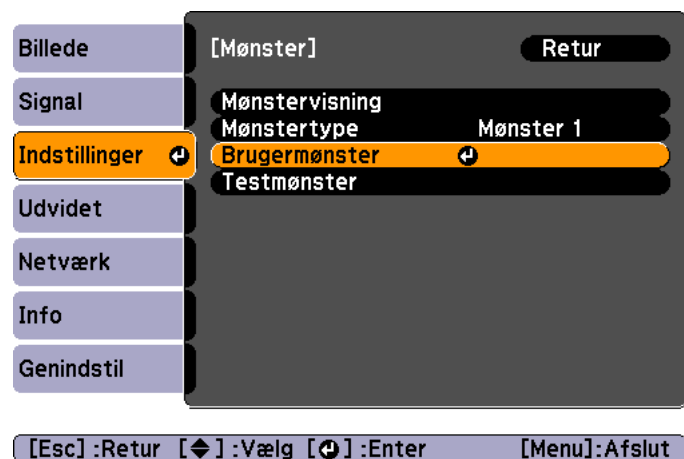 Billede
Signal
Indstillinger
Udvidet
Netværk
Info
Genindstil
[Mønster] Retur
Mønstervisning
Mønstertype Mønster 1
Brugermønster
Testmønster
[Esc] :Retur [◆] :Vælg [⏎] :Enter [Menu]:Afslut